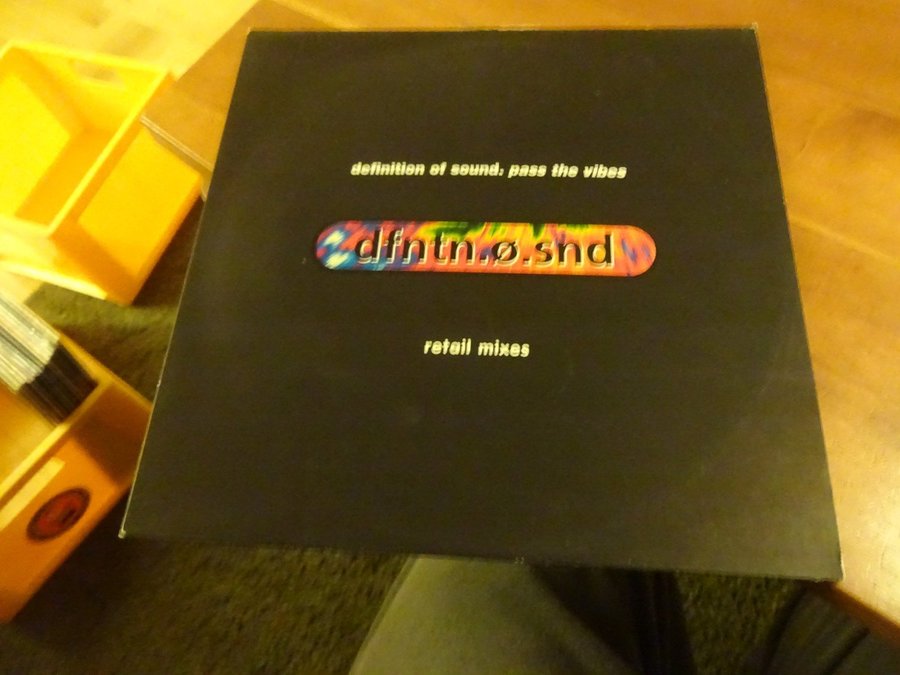 definition of sound: pass the vibes
dfntn.ø.snd
retail mixes